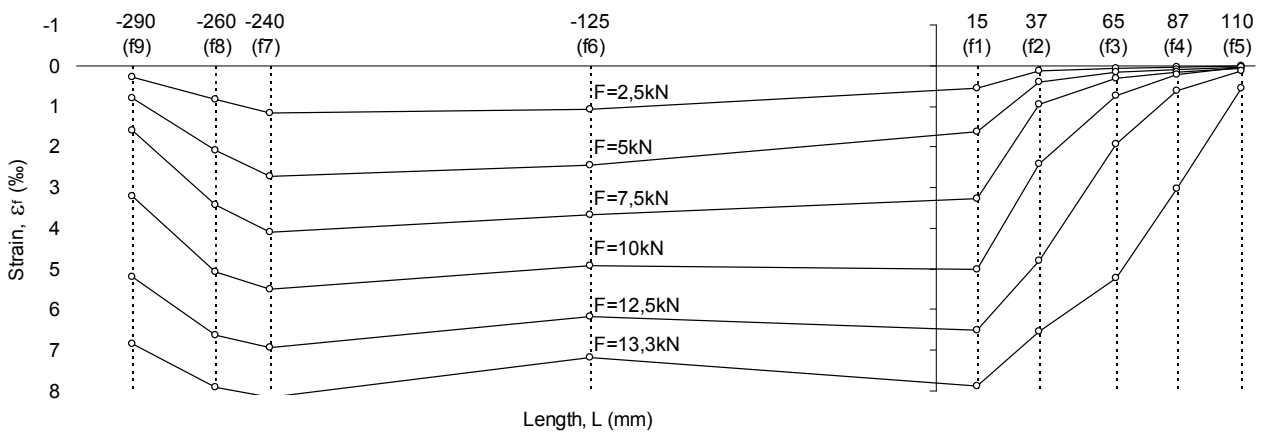 -290 -260 -240 -125 15 37 65 87 110
(f9) (f8) (f7) (f6) (f1) (f2) (f3) (f4) (f5)
-1
0
1
2
3
4
5
6
7
8
Strain, εf (‰)
F=2,5kN
F=5kN
F=7,5kN
F=10kN
F=12,5kN
F=13,3kN
Length, L (mm)